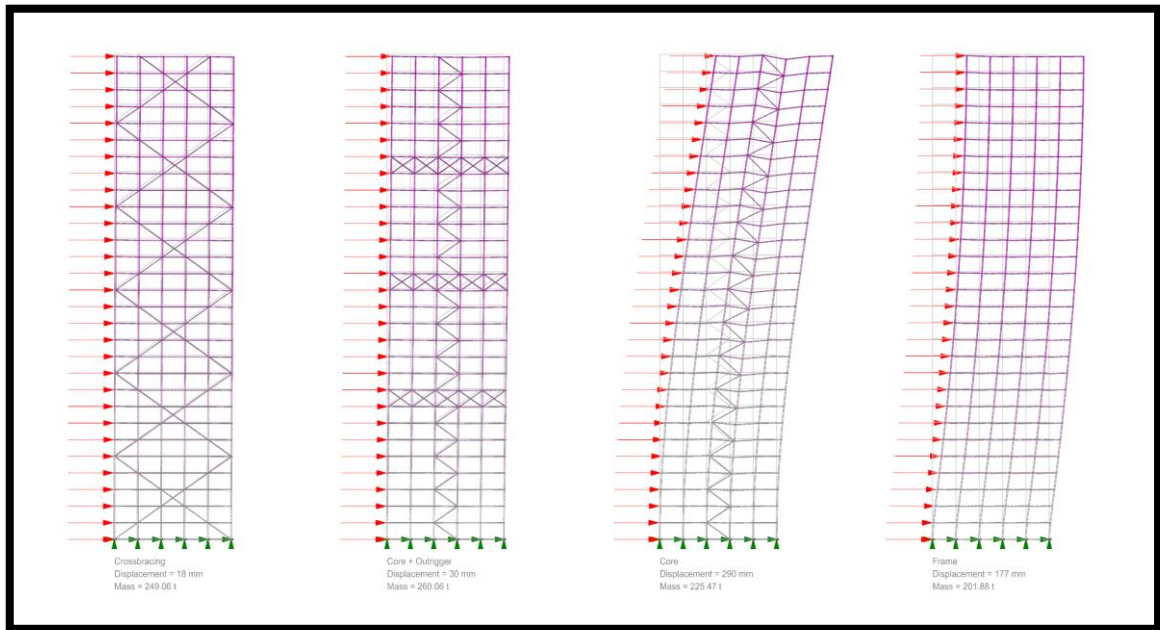 Crossbracing
Displacement = 18 mm
Mass = 249.06 t
Core + Outrigger
Displacement = 30 mm
Mass = 260.06 t
Core
Displacement = 290 mm
Mass = 225.47 t
Frame
Displacement = 177 mm
Mass = 201.88 t